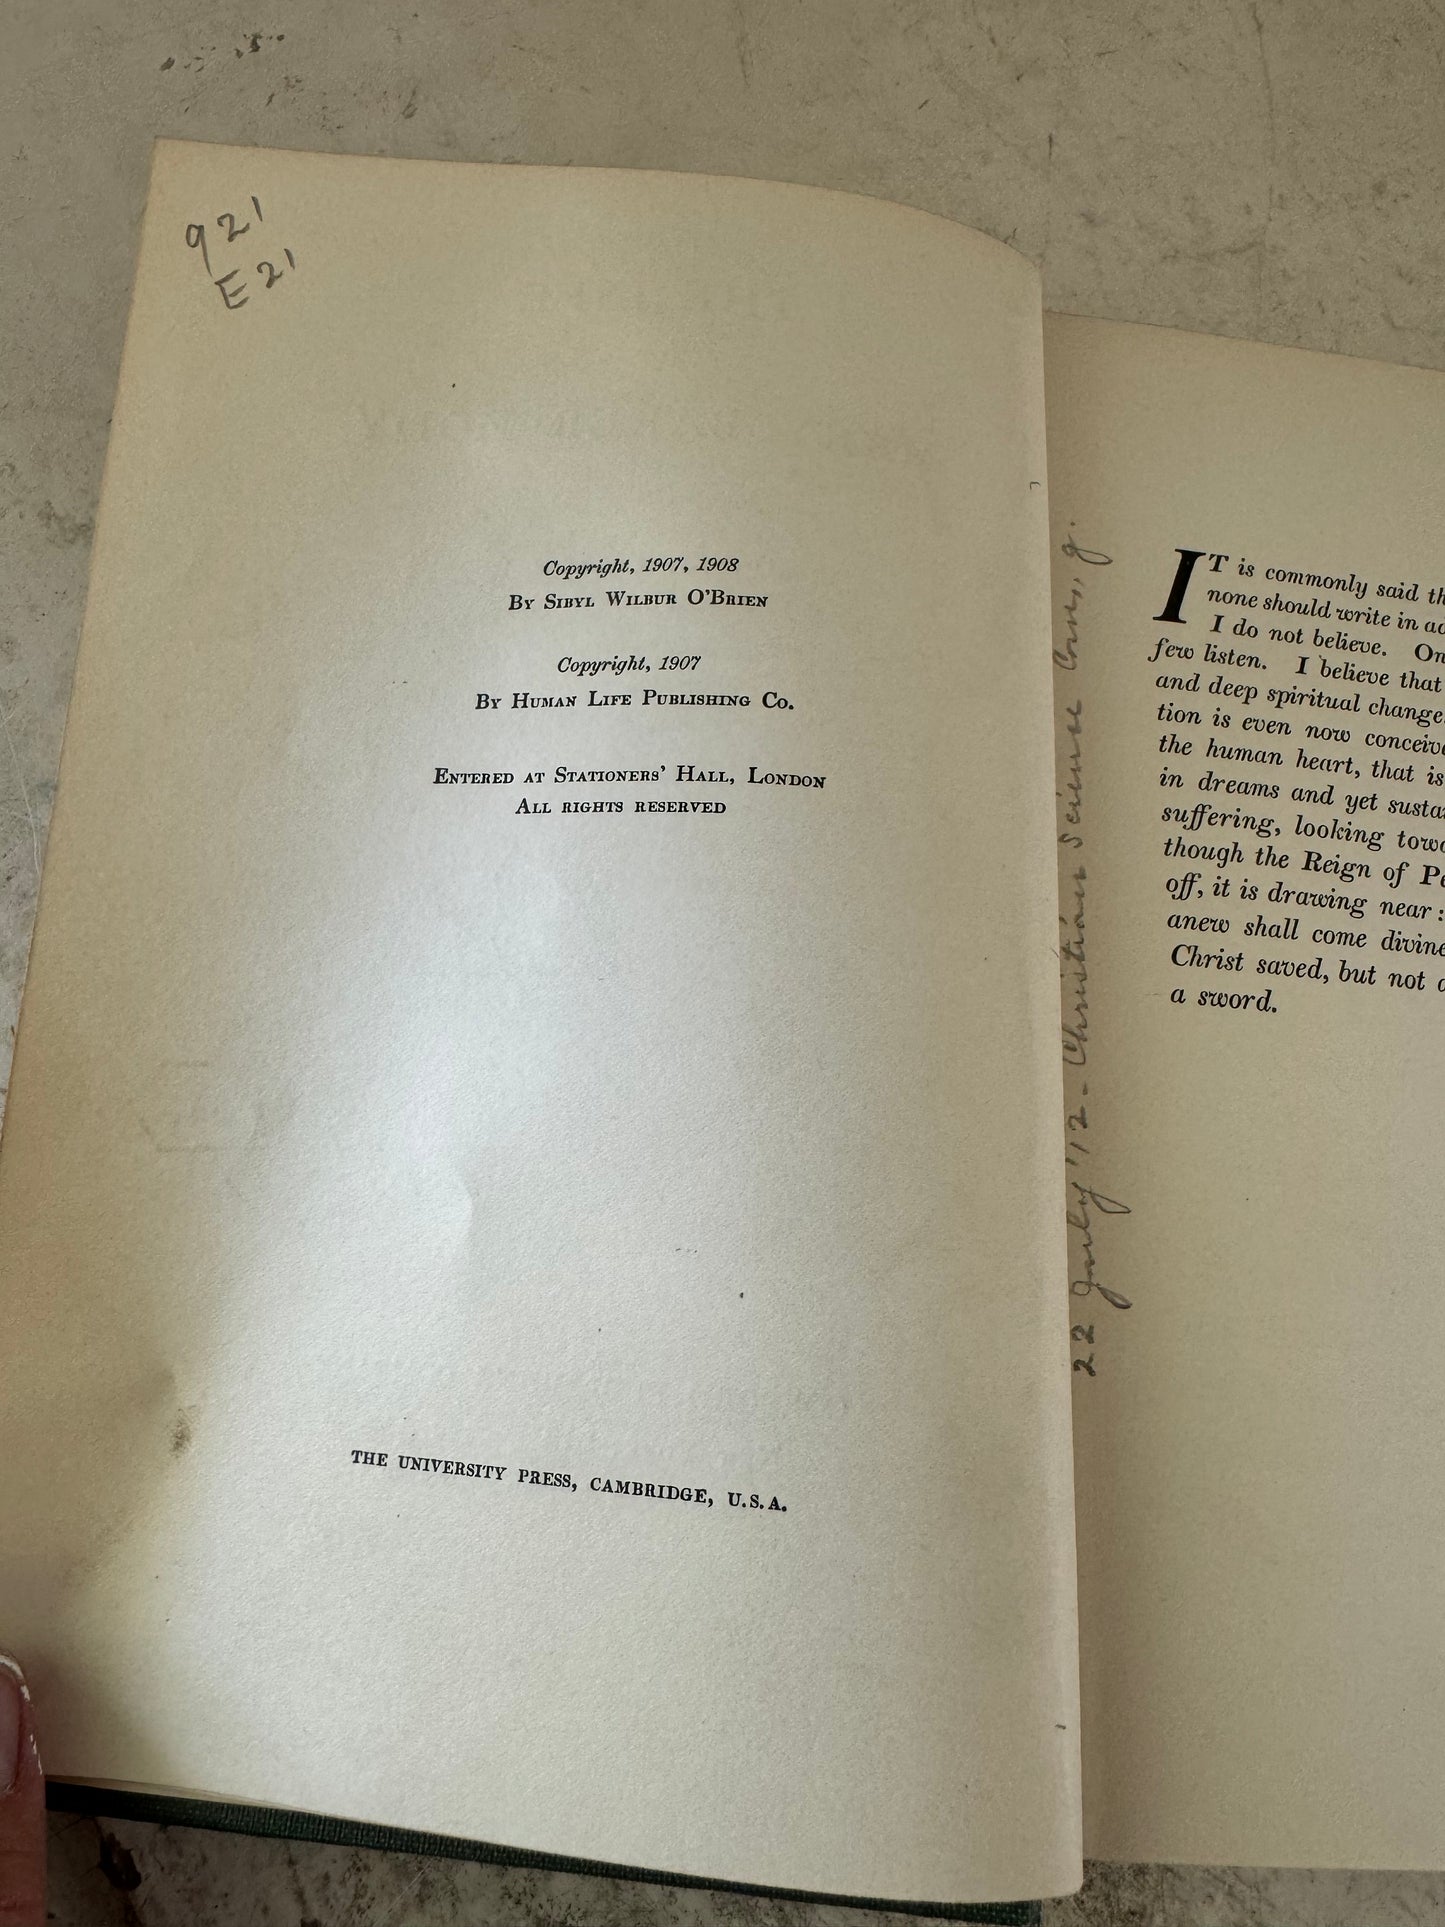 921
E21
Copyright, 1907, 1908
By Sibyl Wilbur O'Brien
Copyright, 1907
By Human Life Publishing Co.
Entered at Stationers' Hall, London
All rights reserved
THE UNIVERSITY PRESS, CAMBRIDGE, U.S.A.
22 July '12 - Christian Science Com., g.
IT is commonly said th
none should write in ac
I do not believe. On
few listen. I believe that
and deep spiritual change,
tion is even now conceiv
the human heart, that is
in dreams and yet susta
suffering, looking towa
though the Reign of Pe
off, it is drawing near:
anew shall come divine
Christ saved, but not
a sword.